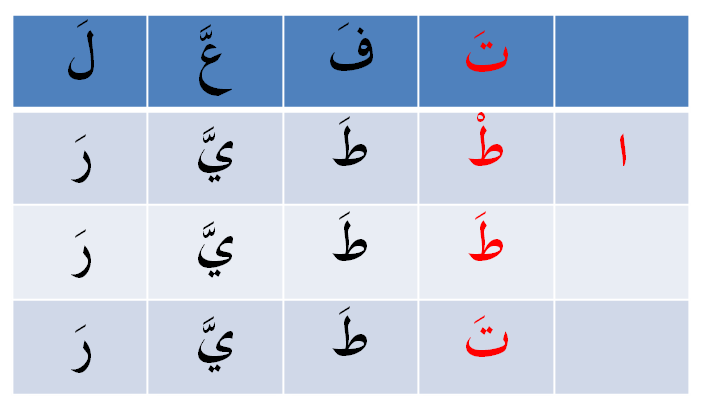 تَ فَ عَّ لَ
ا طْ طَ يَّ رَ
طَ طَ يَّ رَ
تَ طَ يَّ رَ